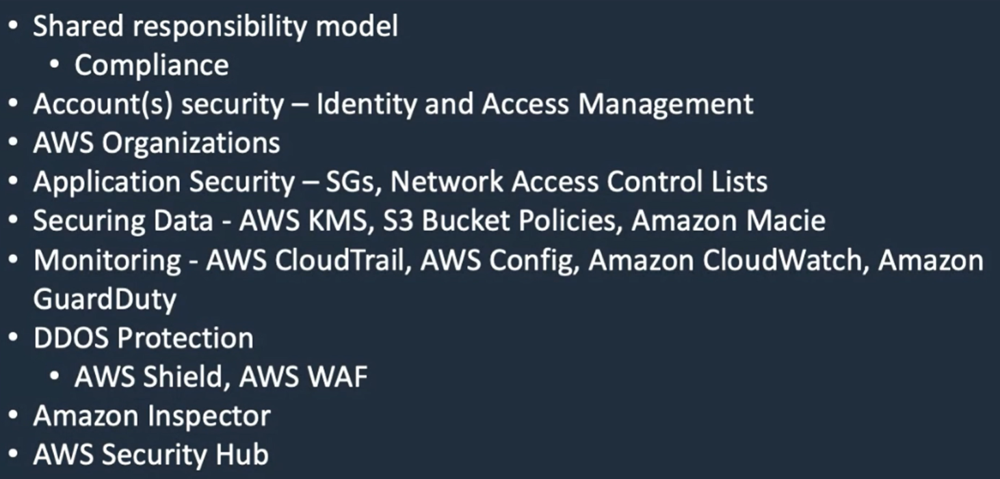 • Shared responsibility model
• Compliance
• Account(s) security – Identity and Access Management
• AWS Organizations
• Application Security – SGs, Network Access Control Lists
• Securing Data - AWS KMS, S3 Bucket Policies, Amazon Macie
• Monitoring - AWS CloudTrail, AWS Config, Amazon CloudWatch, Amazon
GuardDuty
• DDOS Protection
• AWS Shield, AWS WAF
• Amazon Inspector
• AWS Security Hub